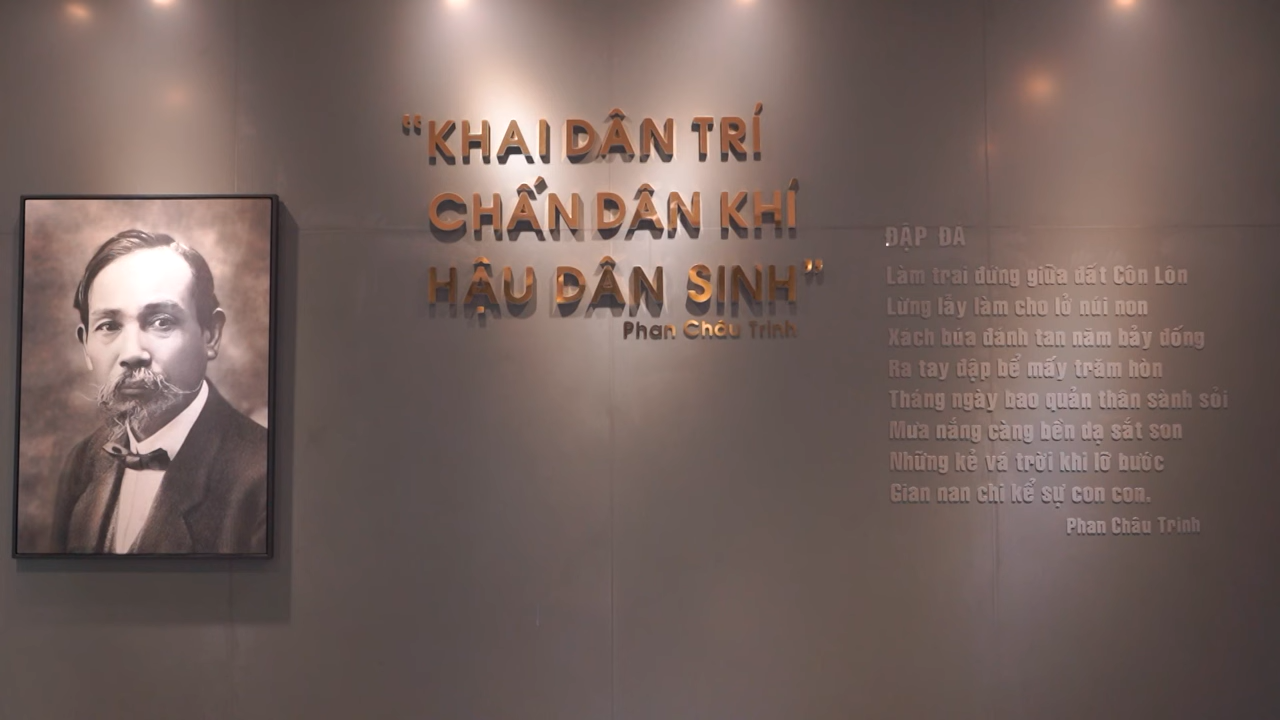 “KHAI DÂN TRÍ
CHẤN DÂN KHÍ
HẬU DÂN SINH”
Phan Châu Trinh
ĐẬP ĐÁ
Làm trai đứng giữa đất Côn Lôn
Lừng lẫy làm cho lở núi non
Xách búa đánh tan năm bảy đống
Ra tay đập bể mấy trăm hòn
Tháng ngày bao quản thân sành sỏi
Mưa nắng càng bền dạ sắt son
Những kẻ vá trời khi lỡ bước
Gian nan chi kể sự con con.
Phan Châu Trinh